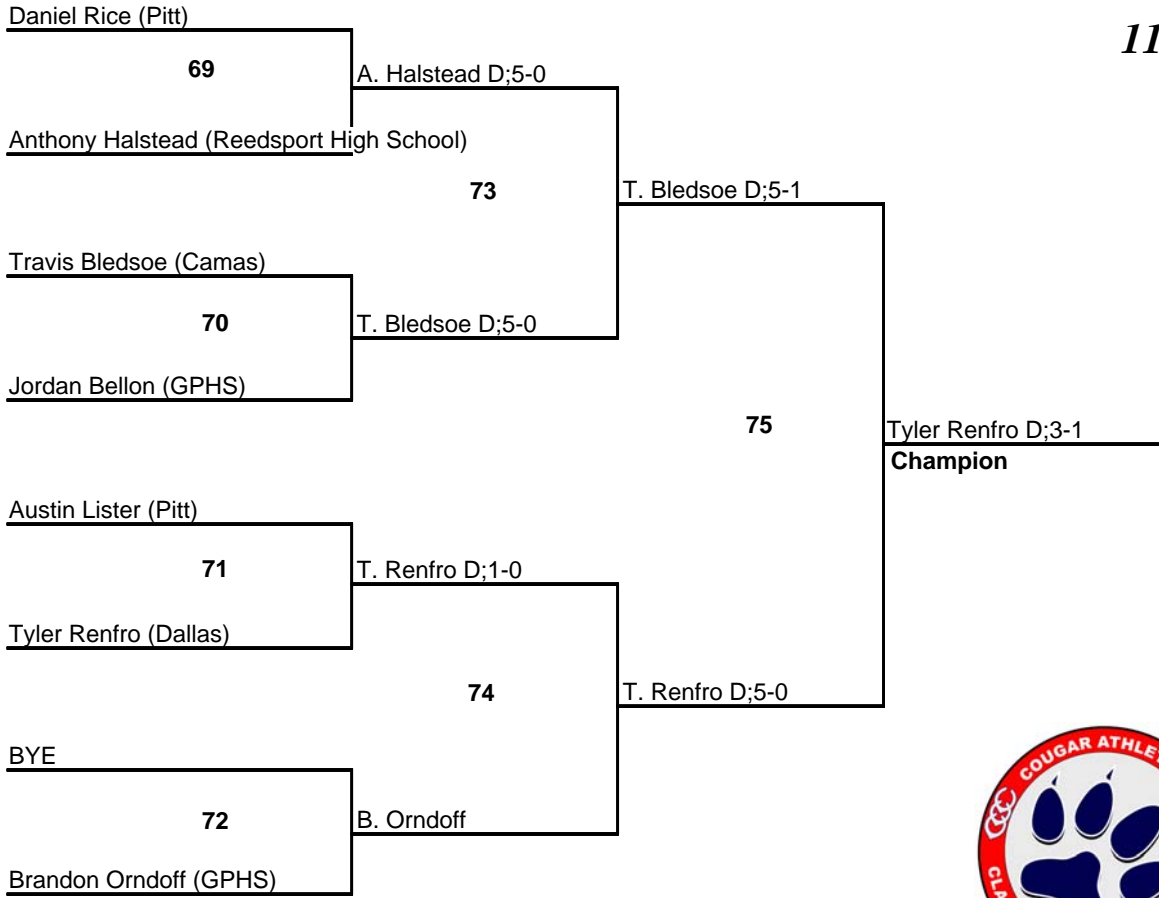 Daniel Rice (Pitt)
11
69
A. Halstead D;5-0
Anthony Halstead (Reedsport High School)
73
T. Bledsoe D;5-1
Travis Bledsoe (Camas)
70
T. Bledsoe D;5-0
Jordan Bellon (GPHS)
75
Tyler Renfro D;3-1
Champion
Austin Lister (Pitt)
71
T. Renfro D;1-0
Tyler Renfro (Dallas)
74
T. Renfro D;5-0
BYE
72
B. Orndoff
Brandon Orndoff (GPHS)
COUGAR